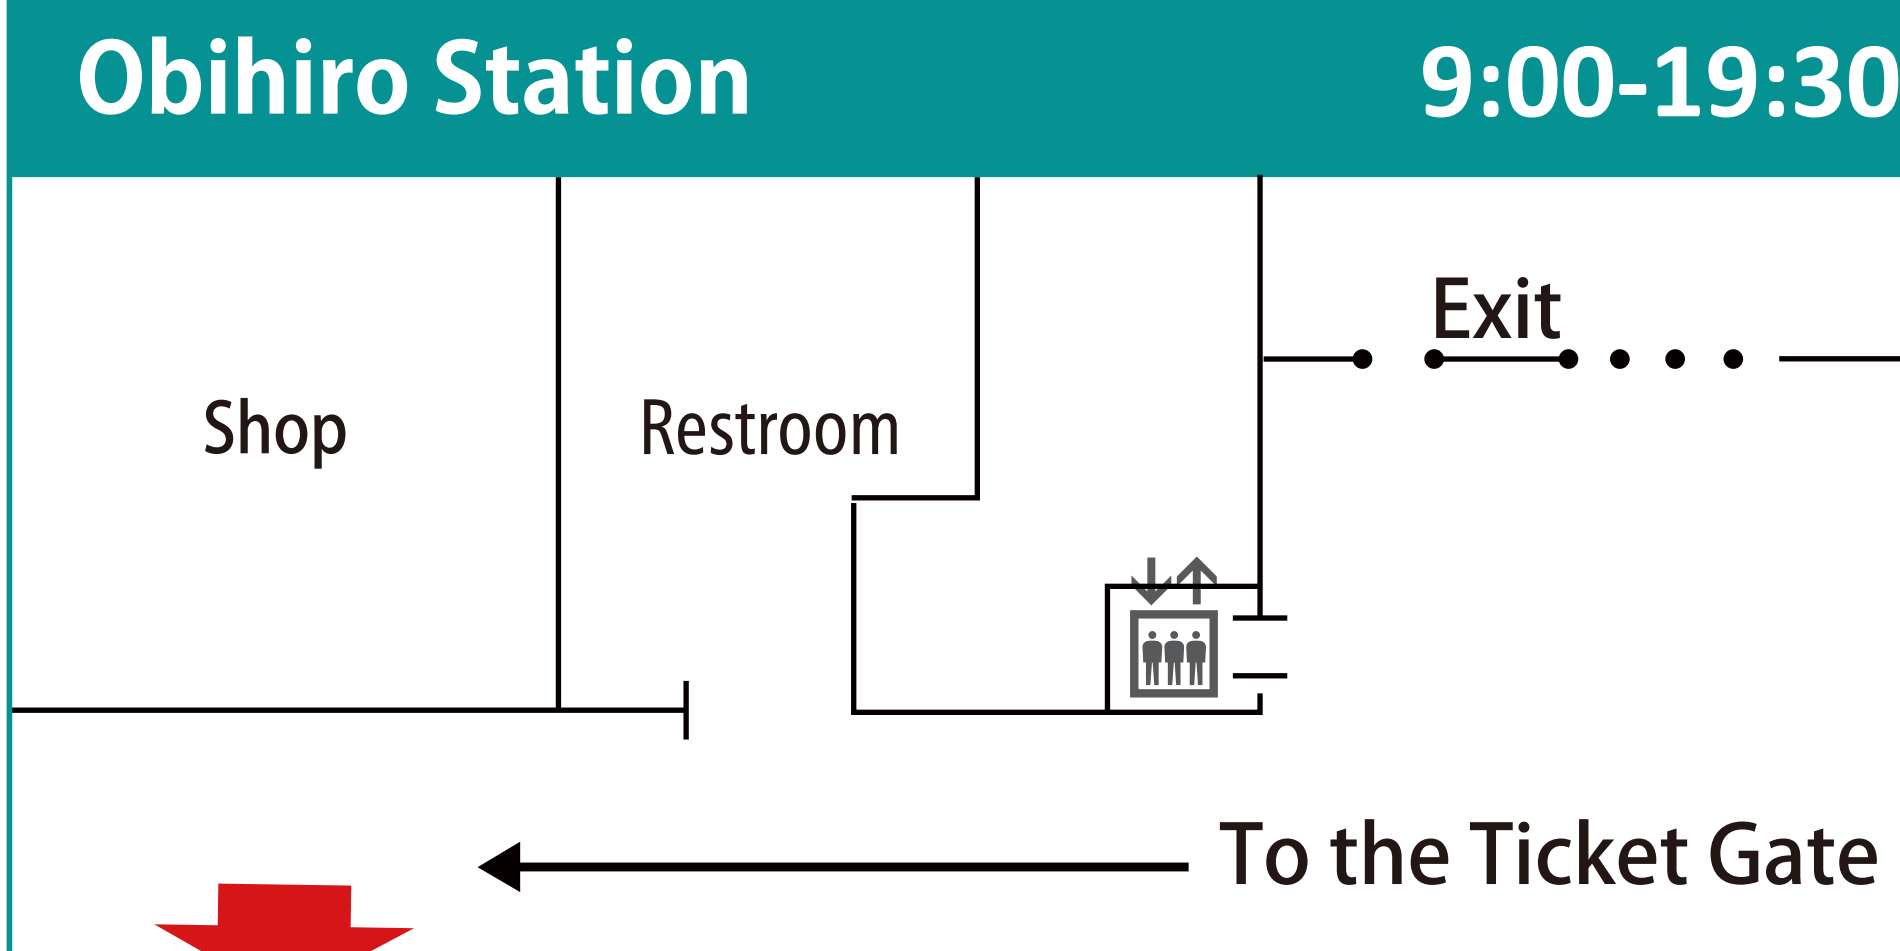 Obihiro Station
9:00-19:30
Exit
Shop
Restroom
To the Ticket Gate